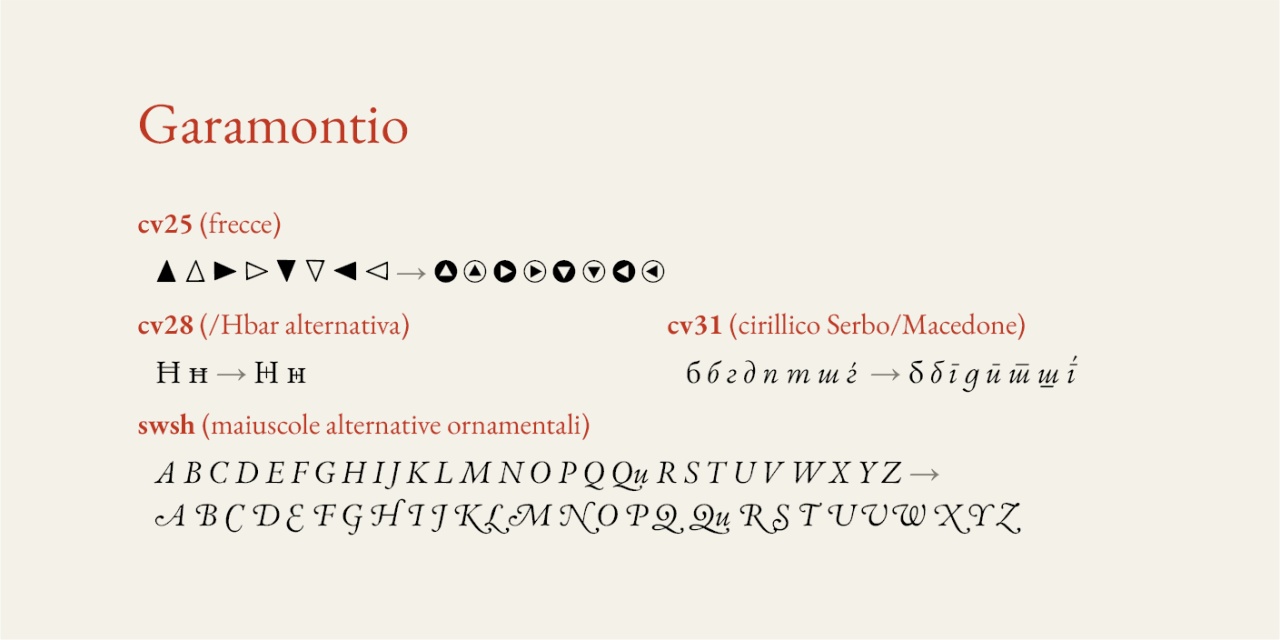 Garamontio
cv25 (frecce)
▲ △ ▶ ▷ ▼ ▽ ◀ ◁ → ▲ △ ▶ ▷ ▼ ▽ ◀ ◁
cv28 (/Hbar alternativa)
Ħ ʜ̵ → Ħ ʜ̵
cv31 (cirillico Serbo/Macedone)
б б г д п т ш ѓ → б б г д п т ш ѓ
swsh (maiuscole alternative ornamentali)
A B C D E F G H I J K L M N O P Q Qu R S T U V W X Y Z →
A B C D E F G H I J K L M N O P Q Qu R S T U V W X Y Z